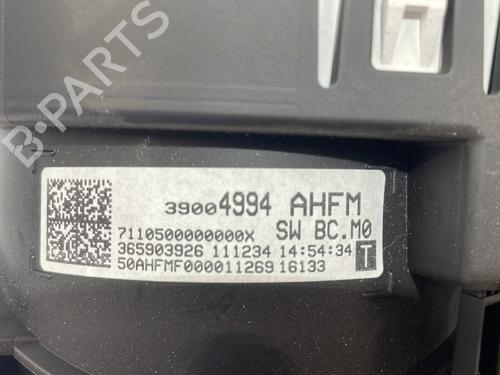 B-PARTS
39004994 AHFM
7110500000000X SW BC.M0
365903926 111234 14:54:34 T
50AHFMF000011269 16133